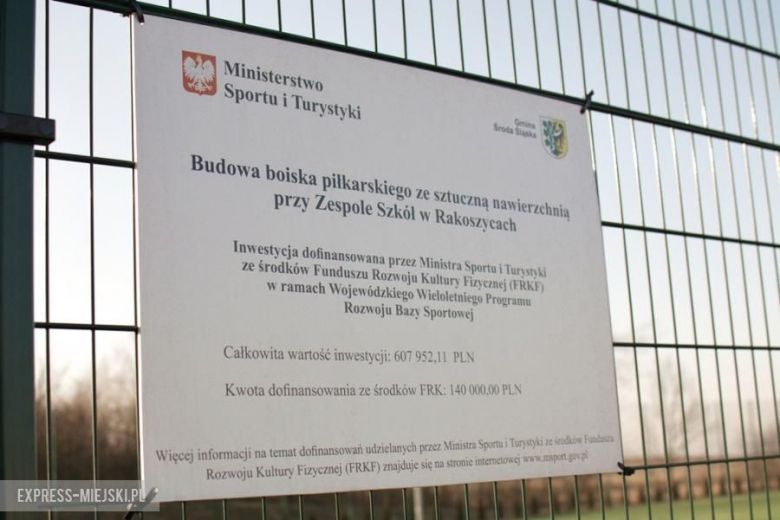 Ministerstwo
Sportu i Turystyki
Gmina
Środa Śląska
Budowa boiska piłkarskiego ze sztuczną nawierzchnią
przy Zespole Szkół w Rakoszycach
Inwestycja dofinansowana przez Ministra Sportu i Turystyki
ze środków Funduszu Rozwoju Kultury Fizycznej (FRKF)
w ramach Wojewódzkiego Wieloletniego Programu
Rozwoju Bazy Sportowej
Całkowita wartość inwestycji: 607 952,11 PLN
Kwota dofinansowania ze środków FRK: 140 000,00 PLN
Więcej informacji na temat dofinansowań udzielanych przez Ministra Sportu i Turystyki ze środków Funduszu
Rozwoju Kultury Fizycznej (FRKF) znajduje się na stronie internetowej www.msport.gov.pl
EXPRESS-MIEJSKI.PL